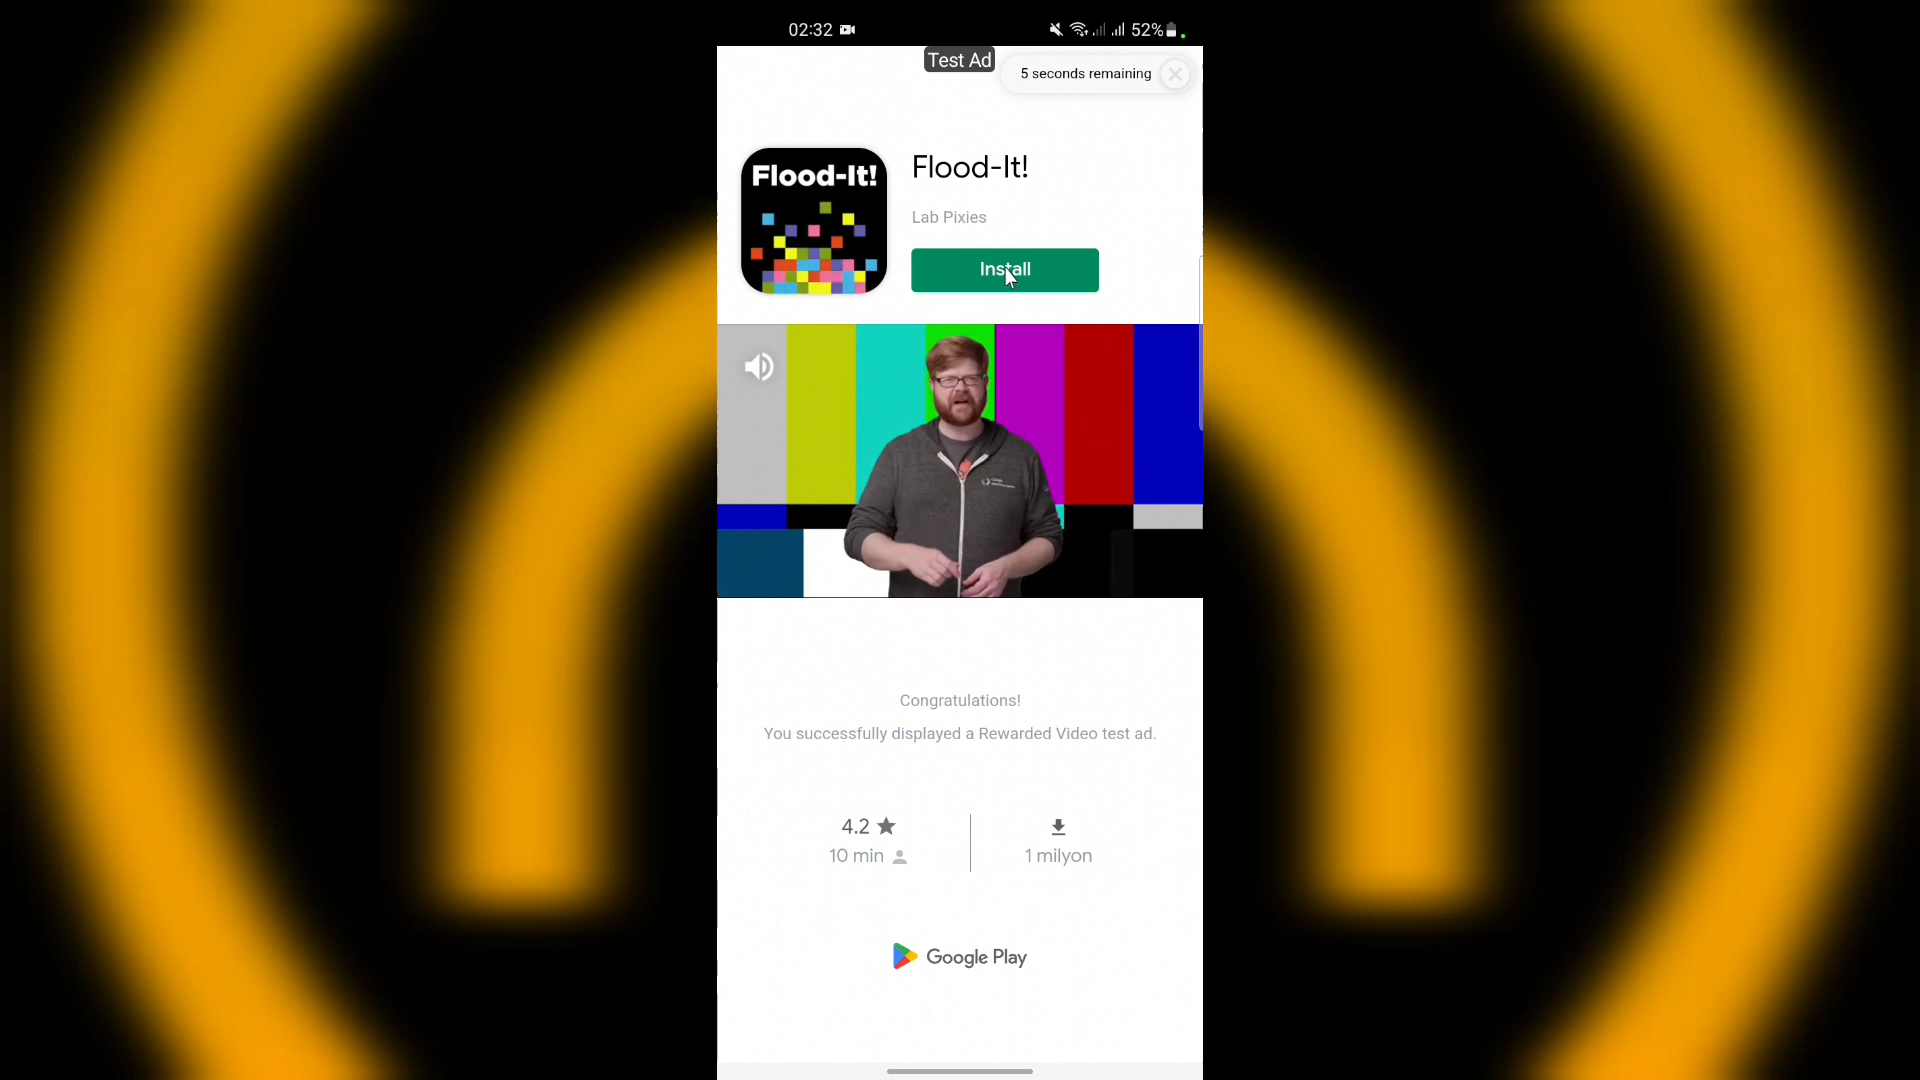 02:32
52%
Test Ad
5 seconds remaining
Flood-It!
Flood-It!
Lab Pixies
Install
Congratulations!
You successfully displayed a Rewarded Video test ad.
4.2
10 min
1 milyon
Google Play